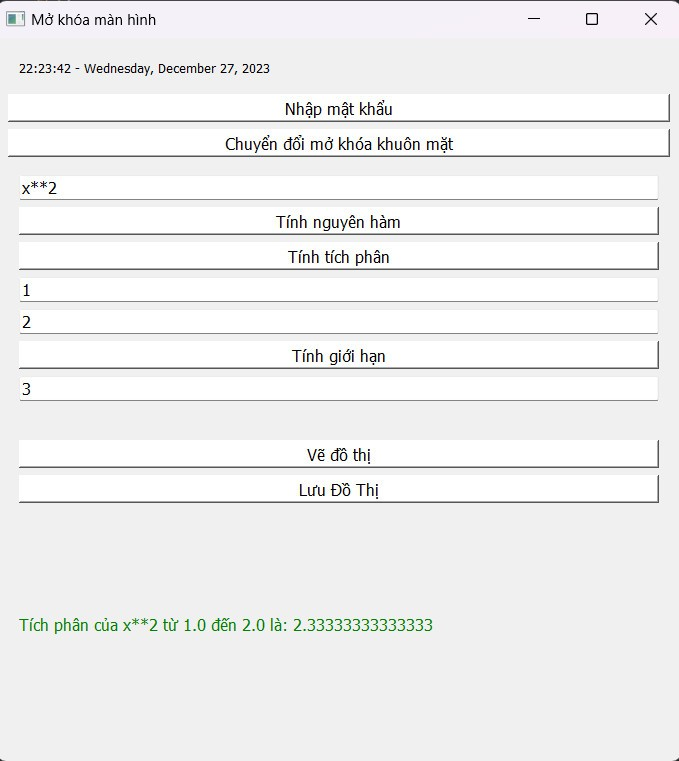 Mở khóa màn hình
22:23:42 - Wednesday, December 27, 2023
Nhập mật khẩu
Chuyển đổi mở khóa khuôn mặt
x**2
Tính nguyên hàm
Tính tích phân
1
2
Tính giới hạn
3
Vẽ đồ thị
Lưu Đồ Thị
Tích phân của x**2 từ 1.0 đến 2.0 là: 2.33333333333333